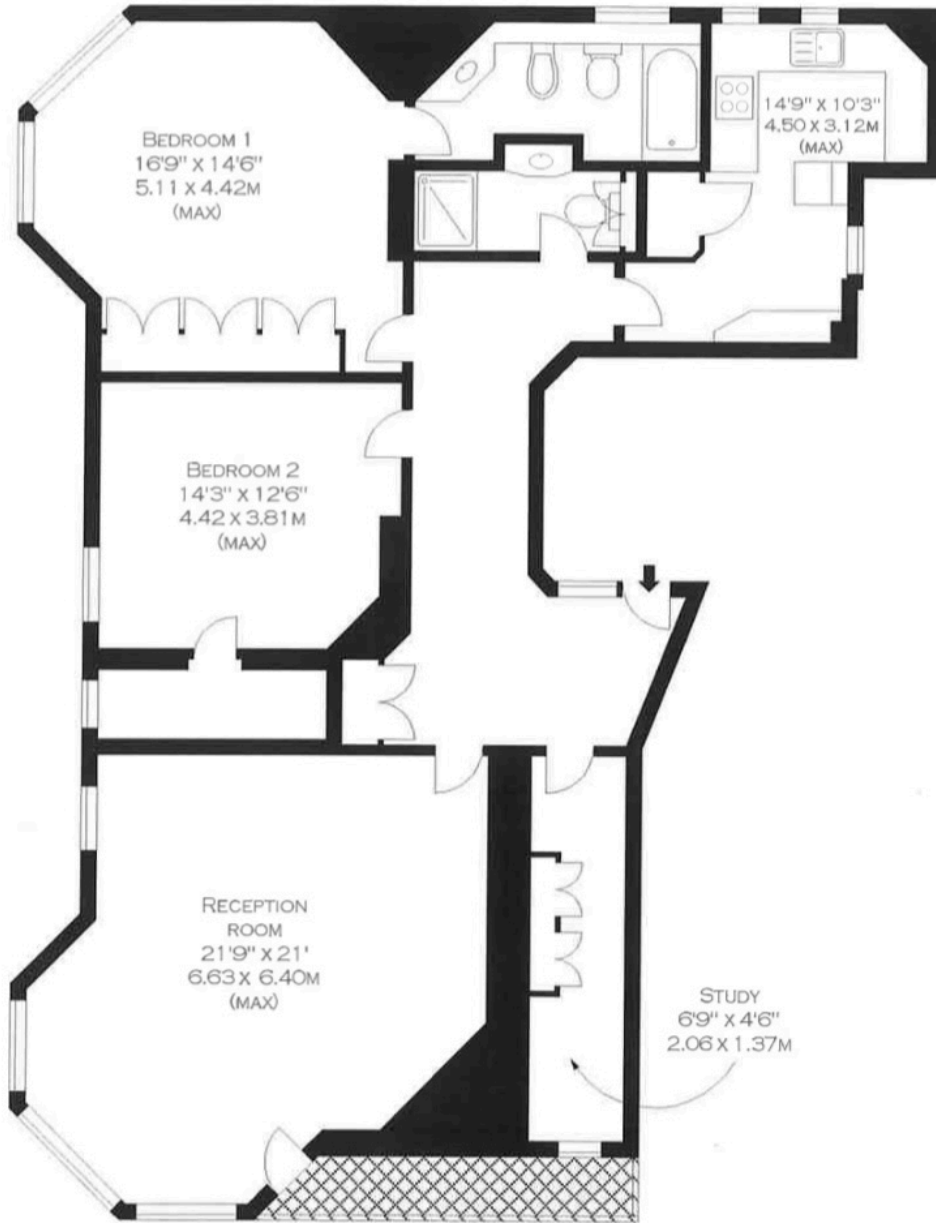 BEDROOM 1
16'9" X 14'6"
5.11 X 4.42M
(MAX)
14'9" X 10'3"
4.50 X 3.12M
(MAX)
BEDROOM 2
14'3" X 12'6"
4.42 X 3.81M
(MAX)
RECEPTION
ROOM
21'9" X 21'
6.63 X 6.40M
(MAX)
STUDY
6'9" X 4'6"
2.06 X 1.37M